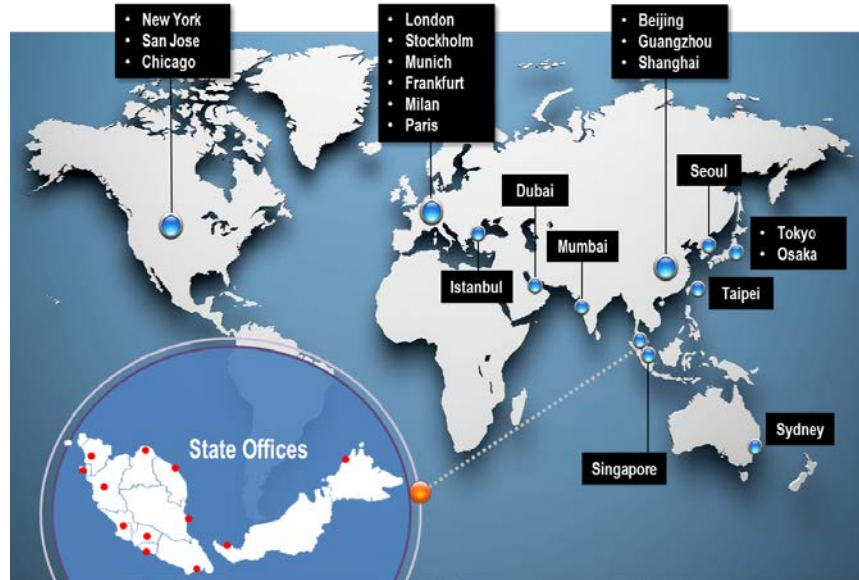 • New York
• San Jose
• Chicago
• London
• Stockholm
• Munich
• Frankfurt
• Milan
• Paris
• Beijing
• Guangzhou
• Shanghai
Seoul
Dubai
• Tokyo
• Osaka
Mumbai
Istanbul
Taipei
State Offices
Sydney
Singapore